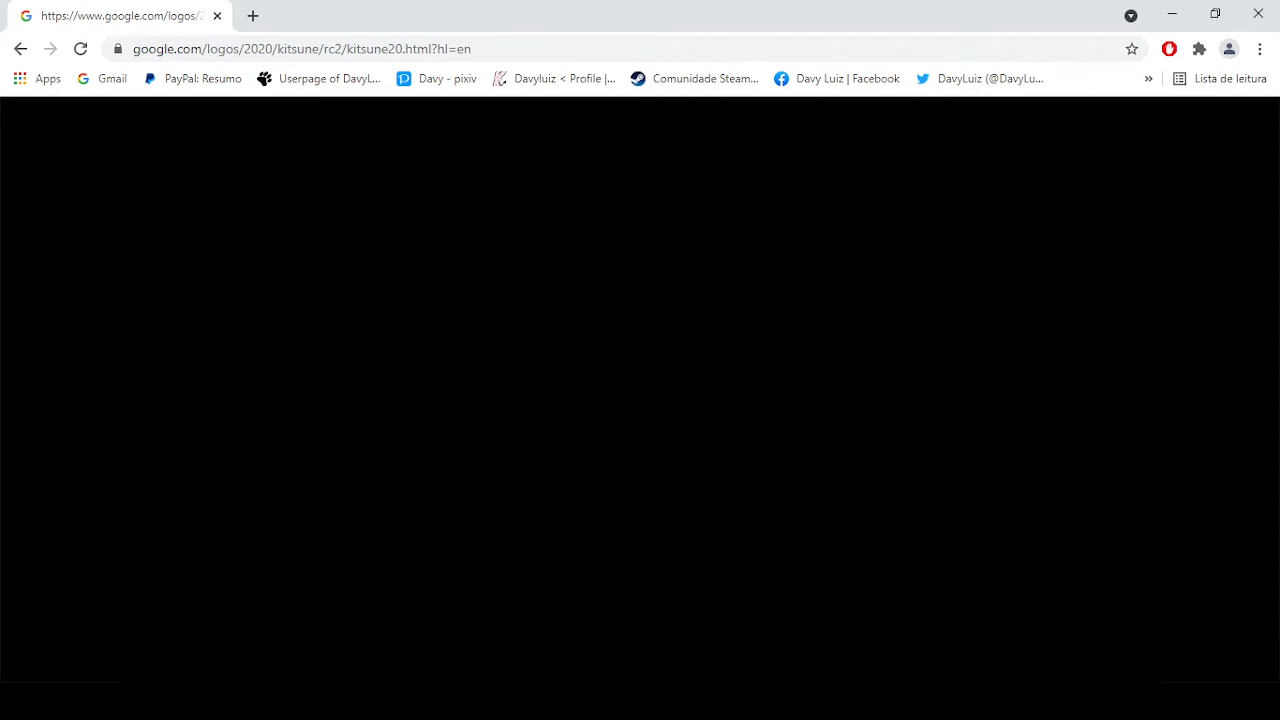 https://www.google.com/logos/2
google.com/logos/2020/kitsune/rc2/kitsune20.html?hl=en
Apps Gmail PayPal: Resumo Userpage of DavyL... Davy - pixiv Davyluiz < Profile |... Comunidade Steam... Davy Luiz | Facebook DavyLuiz (@DavyLu... » Lista de leitura